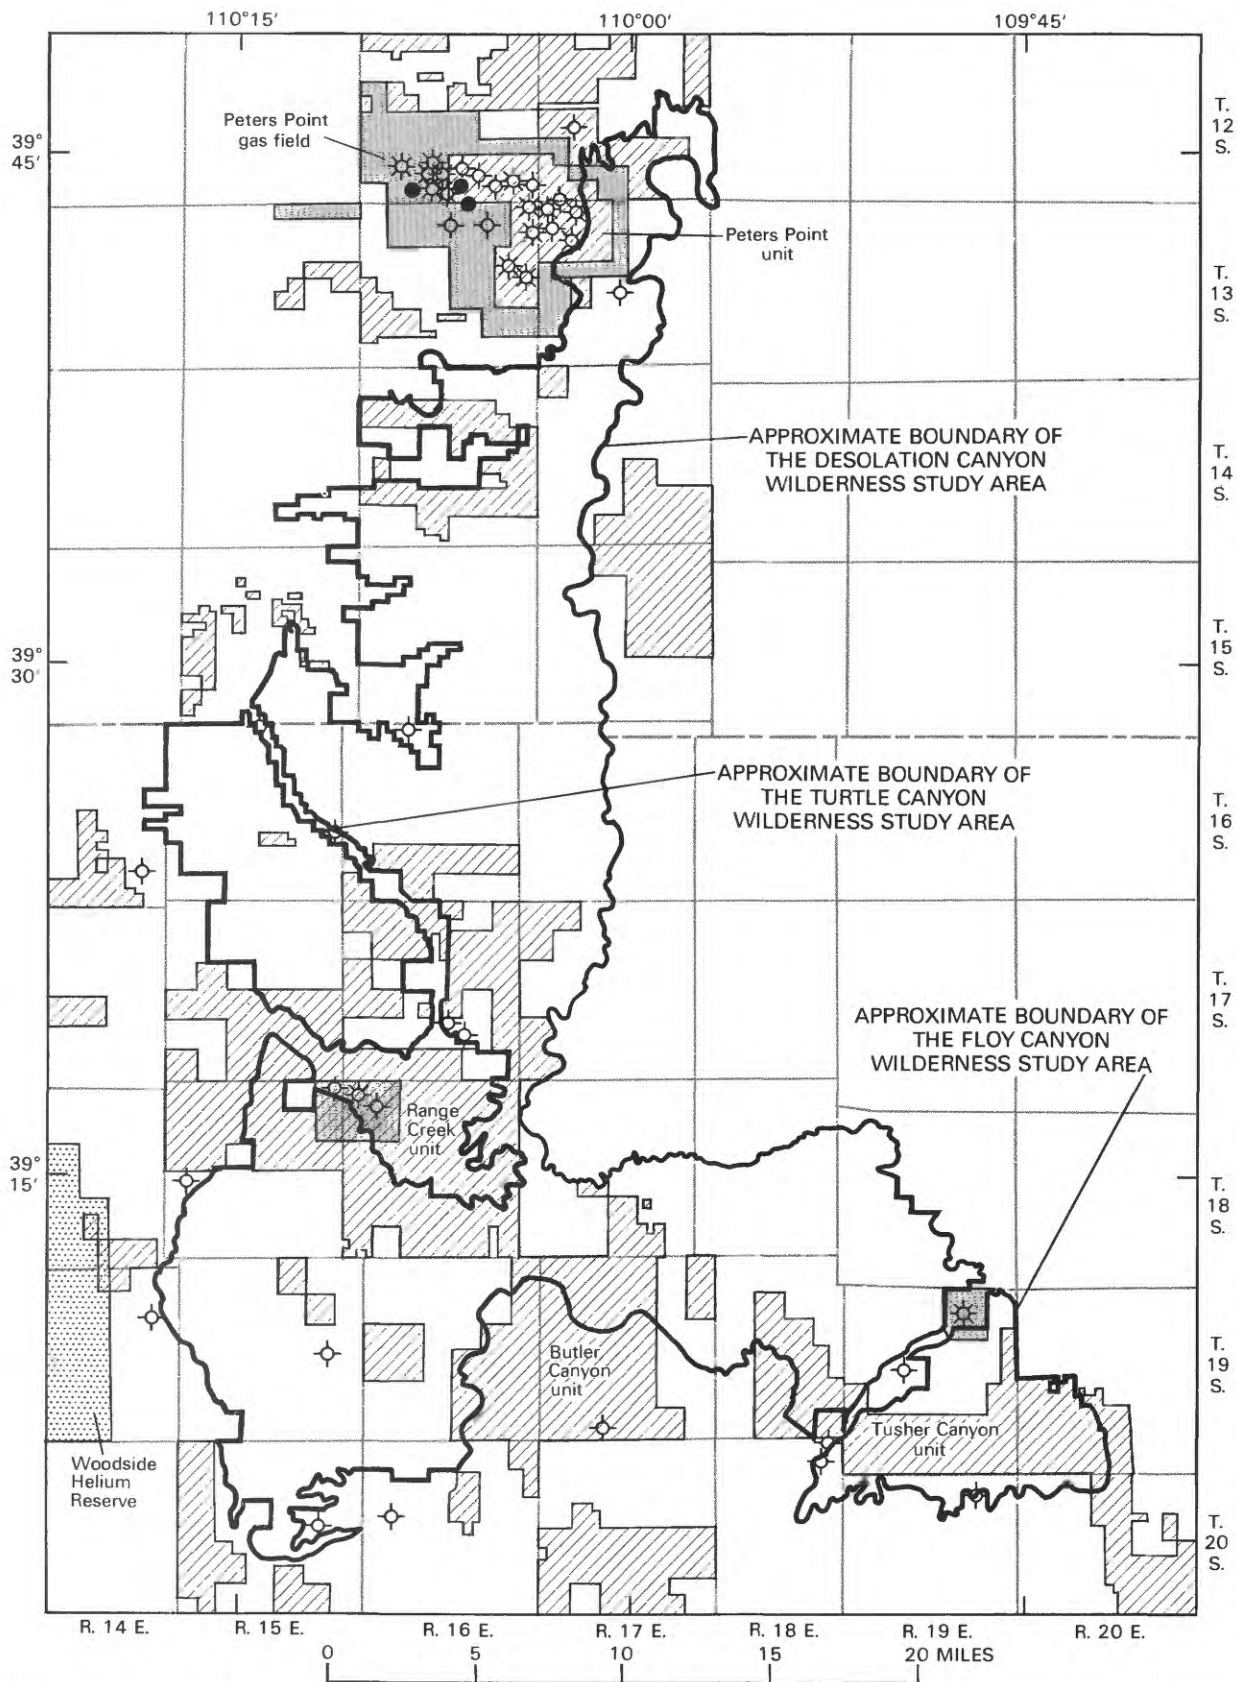 110°15' 110°00' 109°45'
T.
12
S.
39°
45'
Peters Point
gas field
Peters Point
unit
T.
13
S.
APPROXIMATE BOUNDARY OF
THE DESOLATION CANYON
WILDERNESS STUDY AREA
T.
14
S.
39°
30'
T.
15
S.
APPROXIMATE BOUNDARY OF
THE TURTLE CANYON
WILDERNESS STUDY AREA
T.
16
S.
T.
17
S.
APPROXIMATE BOUNDARY OF
THE FLOY CANYON
WILDERNESS STUDY AREA
Range
Creek
unit
39°
15'
T.
18
S.
Butler
Canyon
unit
T.
19
S.
Tusher Canyon
unit
Woodside
Helium
Reserve
T.
20
S.
R. 14 E. R. 15 E. R. 16 E. R. 17 E. R. 18 E. R. 19 E. R. 20 E.
0 5 10 15 20 MILES